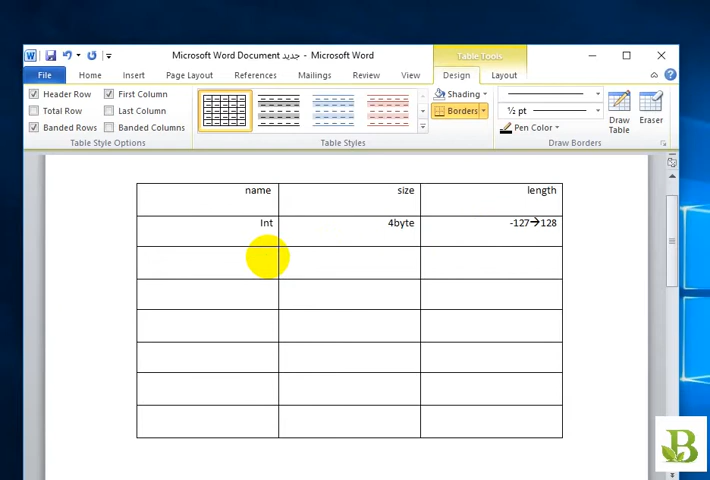 Microsoft Word Document جديد - Microsoft Word
Table Tools
File Home Insert Page Layout References Mailings Review View Design Layout
Header Row First Column
Total Row Last Column
Banded Rows Banded Columns
Shading
Borders
½ pt
Pen Color
Draw Table
Eraser
Table Style Options
Table Styles
Draw Borders
name size length
Int 4byte -127→128